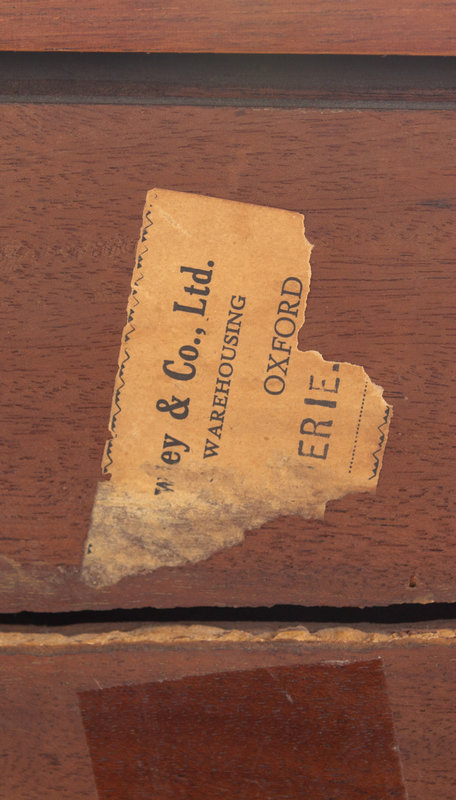 ey & Co., Ltd.
WAREHOUSING
OXFORD
ERIE.